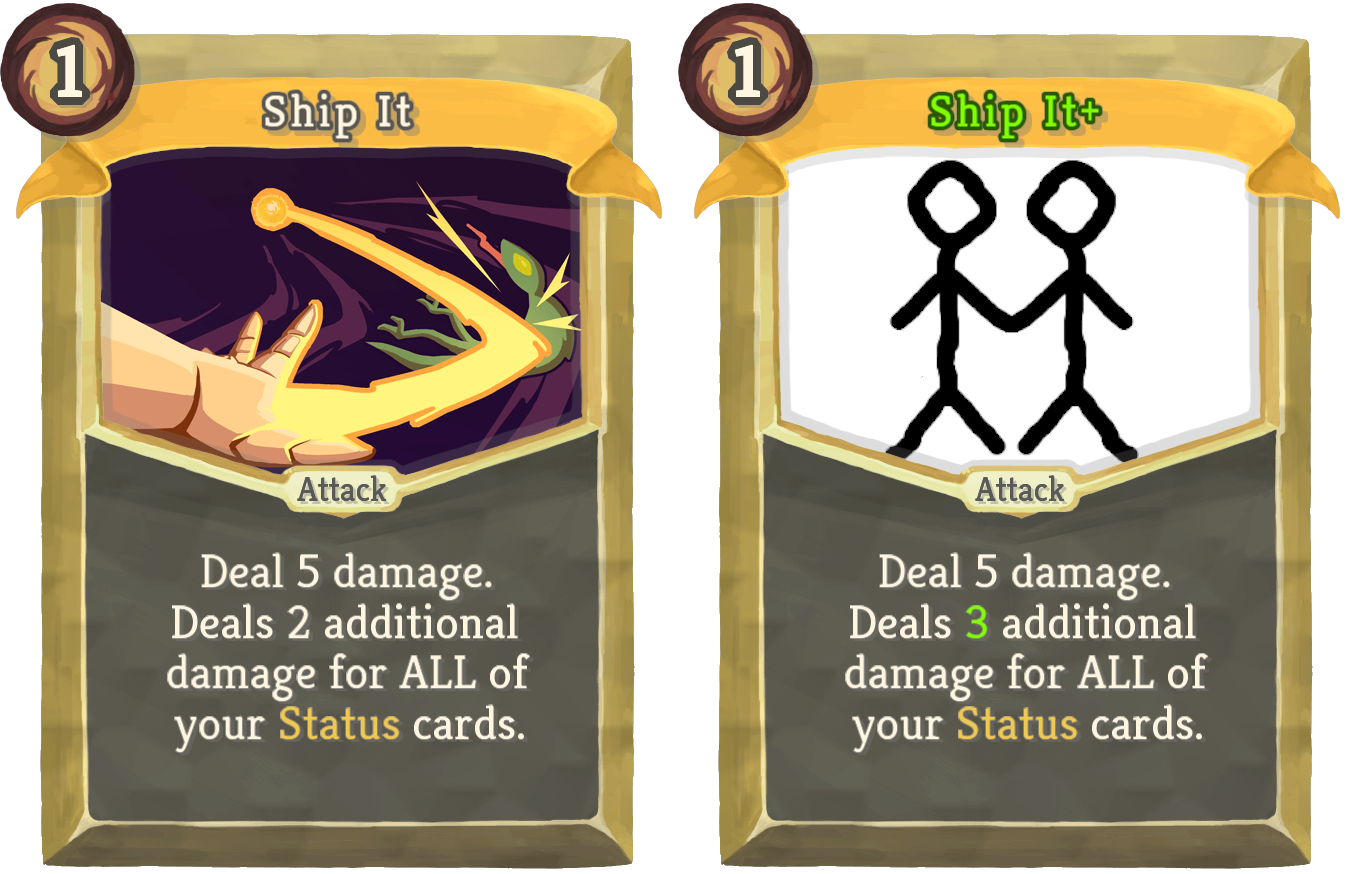 1
Ship It
Attack
Deal 5 damage.
Deals 2 additional
damage for ALL of
your Status cards.
1
Ship It+
Attack
Deal 5 damage.
Deals 3 additional
damage for ALL of
your Status cards.